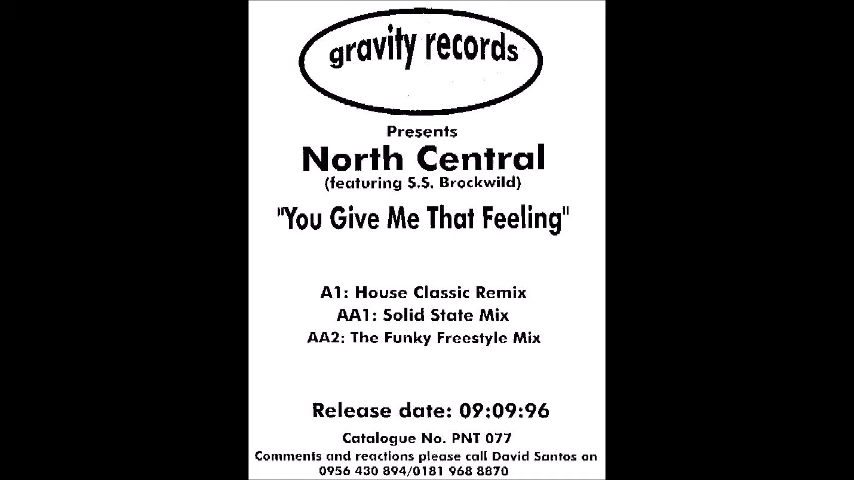 gravity records
Presents
North Central
(featuring S.S. Brockwild)
"You Give Me That Feeling"
A1: House Classic Remix
AA1: Solid State Mix
AA2: The Funky Freestyle Mix
Release date: 09:09:96
Catalogue No. PNT 077
Comments and reactions please call David Santos on
0956 430 894/0181 968 8870